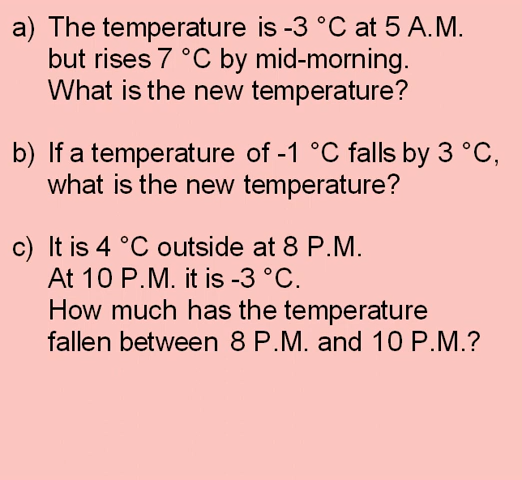 a) The temperature is -3 °C at 5 A.M.
but rises 7 °C by mid-morning.
What is the new temperature?
b) If a temperature of -1 °C falls by 3 °C,
what is the new temperature?
c) It is 4 °C outside at 8 P.M.
At 10 P.M. it is -3 °C.
How much has the temperature
fallen between 8 P.M. and 10 P.M.?